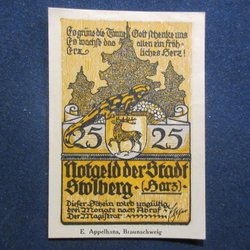 Es grüne die Tanne
Es wachse das
Erz
Gott schenke uns
allen ein fröh-
liches Herz!
25 25
Notgeld der Stadt
Stolberg (Harz)
Dieser Schein wird ungültig
drei Monate nach Abruf.
Der Magistrat:
E. Appelhans, Braunschweig